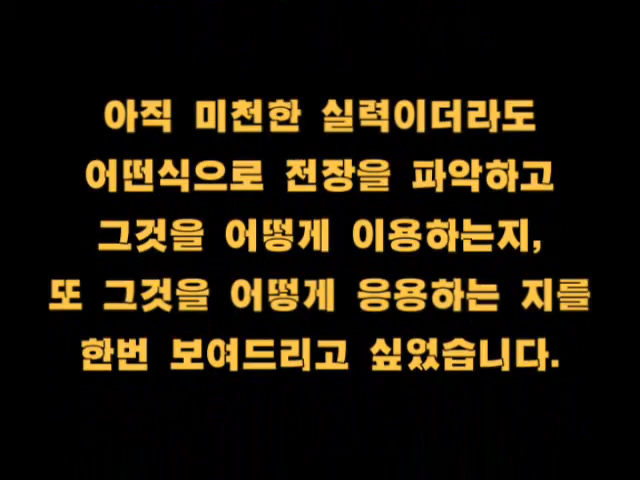 아직 미천한 실력이더라도
어떤식으로 전장을 파악하고
그것을 어떻게 이용하는지,
또 그것을 어떻게 응용하는 지를
한번 보여드리고 싶었습니다.